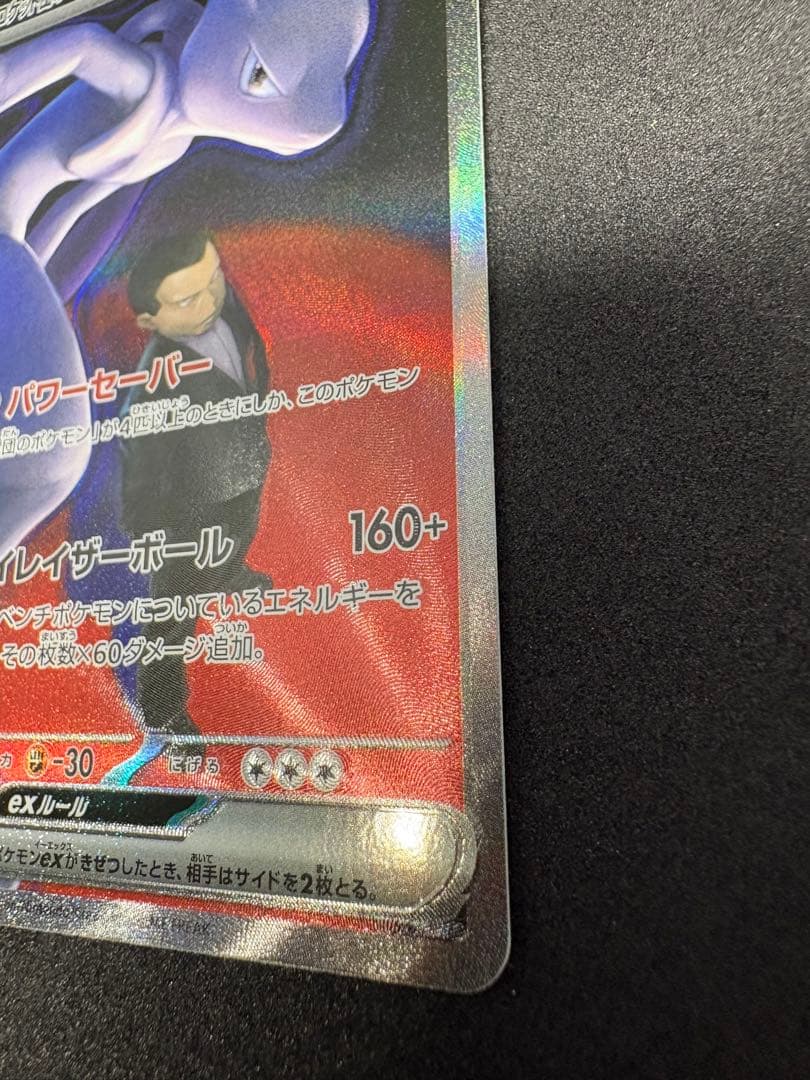 パワーセーバー
団のポケモン」が4匹以上のときにしか、このポケモン
イレイザーボール 160+
ベンチポケモンについているエネルギーを
その枚数×60ダメージ追加。
-30 にげる
exルール
ポケモンexがきぜつしたとき、相手はサイドを2枚とる。
FREAK